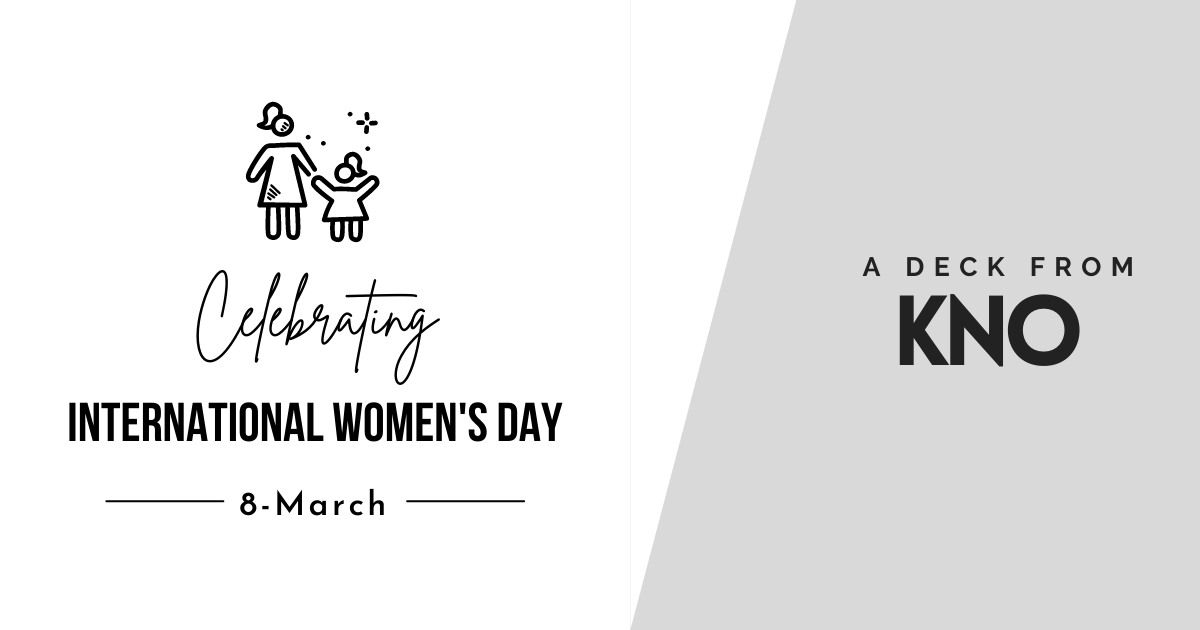 Celebrating
INTERNATIONAL WOMEN'S DAY
8-March
A DECK FROM
KNO